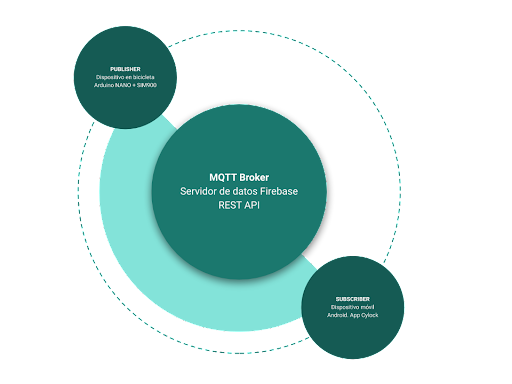 PUBLISHER
Dispositivo en bicicleta
Arduino NANO + SIM900
MQTT Broker
Servidor de datos Firebase
REST API
SUBSCRIBER
Dispositivo móvil
Android. App Cylock